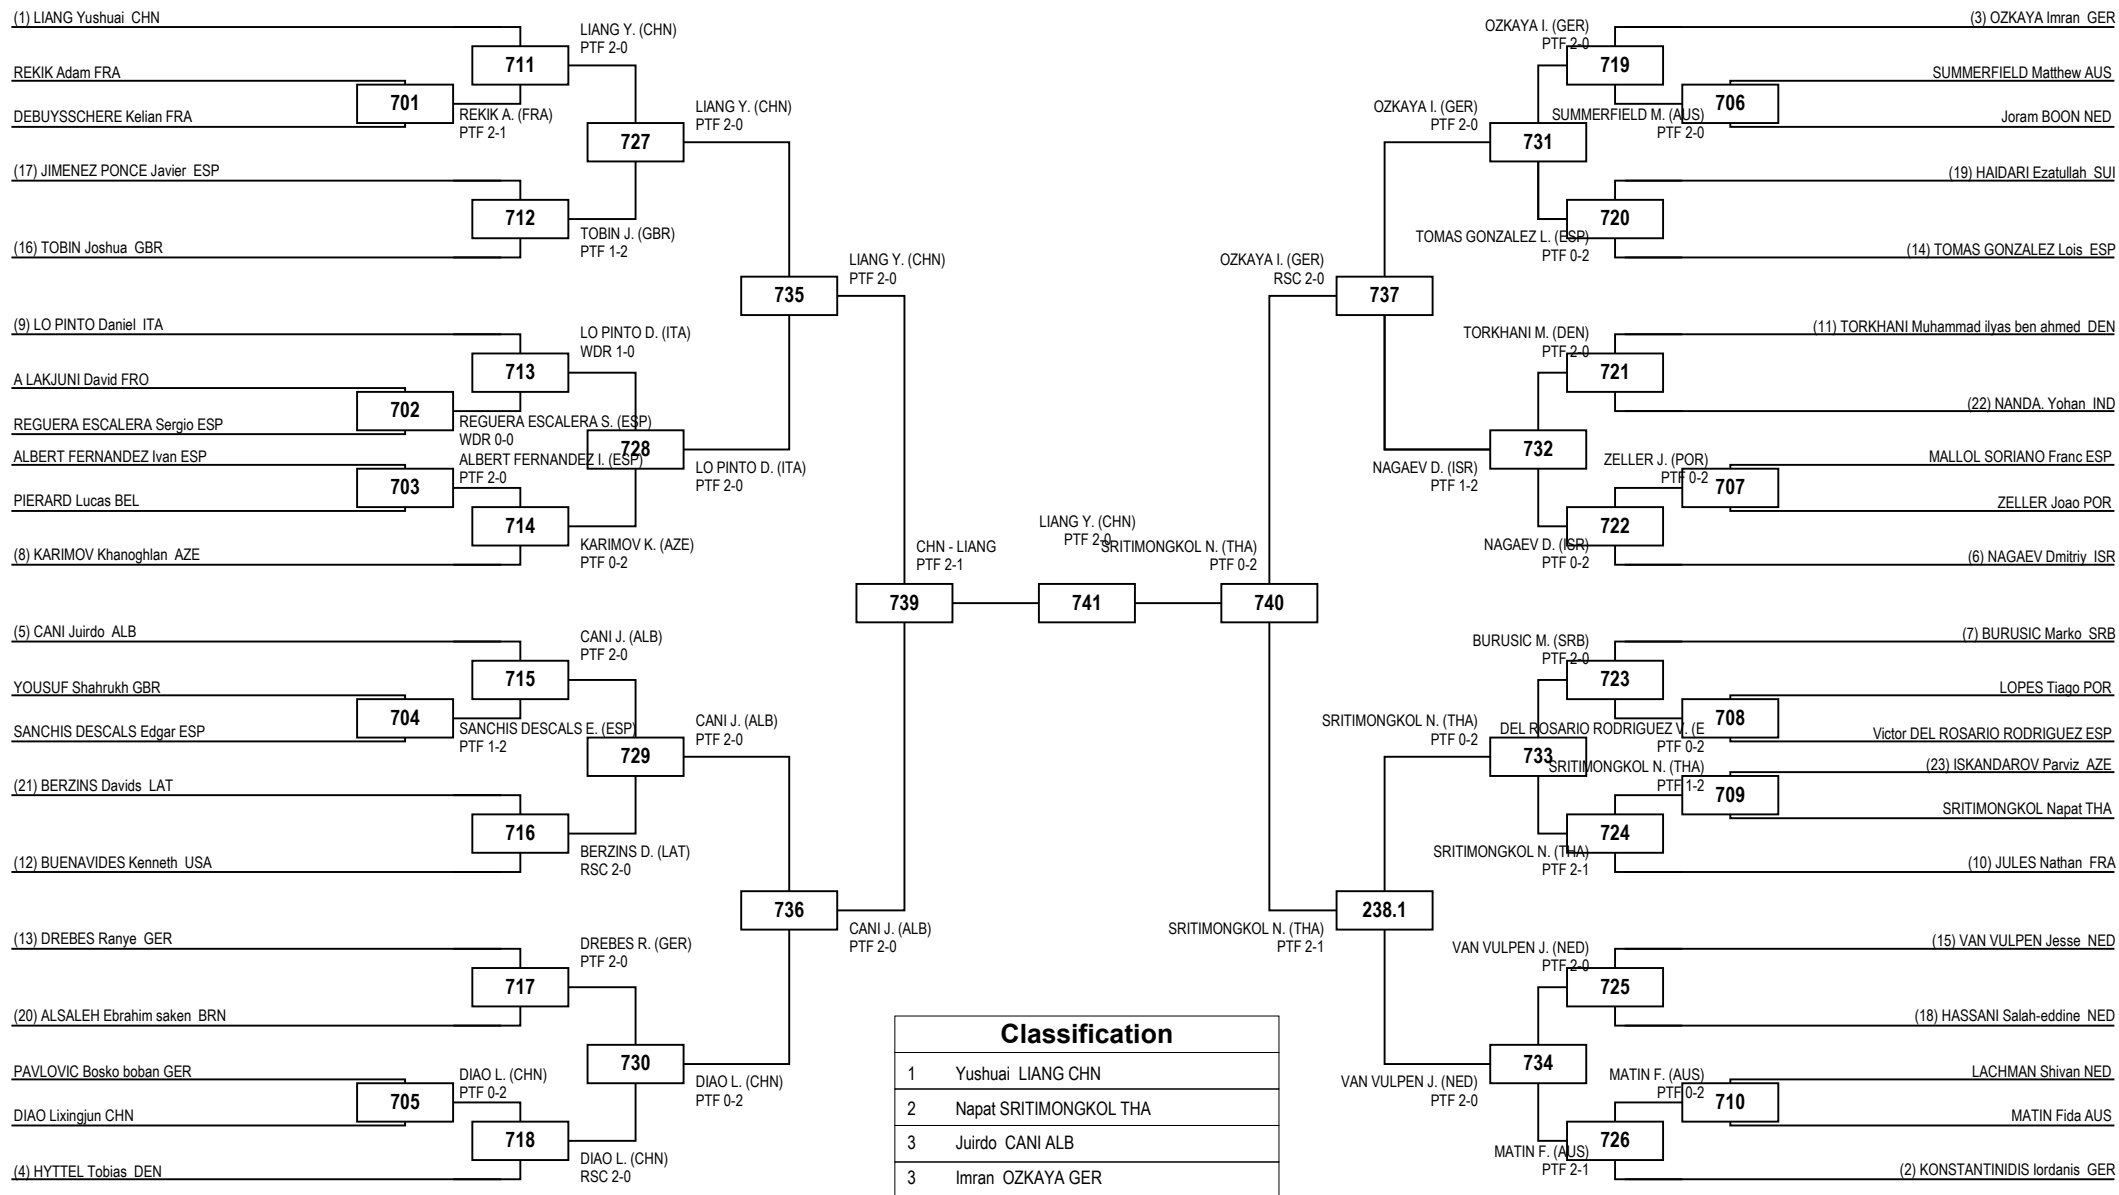 (1) LIANG Yushuai CHN
LIANG Y. (CHN)
PTF 2-0
711
REKIK Adam FRA
701
DEBUYSSCHERE Kelian FRA
REKIK A. (FRA)
PTF 2-1
LIANG Y. (CHN)
PTF 2-0
727
(17) JIMENEZ PONCE Javier ESP
712
(16) TOBIN Joshua GBR
TOBIN J. (GBR)
PTF 1-2
LIANG Y. (CHN)
PTF 2-0
735
(9) LO PINTO Daniel ITA
LO PINTO D. (ITA)
WDR 1-0
713
A LAKJUNI David FRO
702
REGUERA ESCALERA Sergio ESP
REGUERA ESCALERA S. (ESP)
WDR 0-0
728
ALBERT FERNANDEZ Ivan ESP
ALBERT FERNANDEZ I. (ESP)
PTF 2-0
703
LO PINTO D. (ITA)
PTF 2-0
PIERARD Lucas BEL
714
(8) KARIMOV Khanoghlan AZE
KARIMOV K. (AZE)
PTF 0-2
CHN - LIANG
PTF 2-1
739
(5) CANI Juirdo ALB
CANI J. (ALB)
PTF 2-0
715
YOUSUF Shahrukh GBR
704
SANCHIS DESCALS Edgar ESP
SANCHIS DESCALS E. (ESP)
PTF 1-2
CANI J. (ALB)
PTF 2-0
729
(21) BERZINS Davids LAT
716
(12) BUENAVIDES Kenneth USA
BERZINS D. (LAT)
RSC 2-0
736
CANI J. (ALB)
PTF 2-0
(13) DREBES Ranye GER
DREBES R. (GER)
PTF 2-0
717
(20) ALSALEH Ebrahim saken BRN
730
PAVLOVIC Bosko boban GER
DIAO L. (CHN)
PTF 0-2
705
DIAO L. (CHN)
PTF 0-2
DIAO Lixingjun CHN
718
(4) HYTTEL Tobias DEN
DIAO L. (CHN)
RSC 2-0
LIANG Y. (CHN)
PTF 2-0
741
SRITIMONGKOL N. (THA)
PTF 0-2
740
OZKAYA I. (GER)
PTF 2-0
(3) OZKAYA Imran GER
719
SUMMERFIELD Matthew AUS
706
OZKAYA I. (GER)
PTF 2-0
SUMMERFIELD M. (AUS)
PTF 2-0
Joram BOON NED
731
(19) HAIDARI Ezatullah SUI
720
TOMAS GONZALEZ L. (ESP)
PTF 0-2
(14) TOMAS GONZALEZ Lois ESP
OZKAYA I. (GER)
RSC 2-0
737
TORKHANI M. (DEN)
PTF 2-0
(11) TORKHANI Muhammad ilyas ben ahmed DEN
721
(22) NANDA. Yohan IND
732
NAGAEV D. (ISR)
PTF 1-2
ZELLER J. (POR)
PTF 0-2
MALLOL SORIANO Franc ESP
707
ZELLER Joao POR
722
NAGAEV D. (ISR)
PTF 0-2
(6) NAGAEV Dmitriy ISR
BURUSIC M. (SRB)
PTF 2-0
(7) BURUSIC Marko SRB
723
LOPES Tiago POR
708
SRITIMONGKOL N. (THA)
PTF 0-2
DEL ROSARIO RODRIGUEZ V. (E
PTF 0-2
Victor DEL ROSARIO RODRIGUEZ ESP
733
SRITIMONGKOL N. (THA)
PTF 1-2
(23) ISKANDAROV Parviz AZE
709
SRITIMONGKOL Napat THA
724
SRITIMONGKOL N. (THA)
PTF 2-1
(10) JULES Nathan FRA
238.1
SRITIMONGKOL N. (THA)
PTF 2-1
VAN VULPEN J. (NED)
PTF 2-0
(15) VAN VULPEN Jesse NED
725
(18) HASSANI Salah-eddine NED
734
VAN VULPEN J. (NED)
PTF 2-0
MATIN F. (AUS)
PTF 0-2
LACHMAN Shivan NED
710
MATIN Fida AUS
726
MATIN F. (AUS)
PTF 2-1
(2) KONSTANTINIDIS Iordanis GER
Classification
1 Yushuai LIANG CHN
2 Napat SRITIMONGKOL THA
3 Juirdo CANI ALB
3 Imran OZKAYA GER